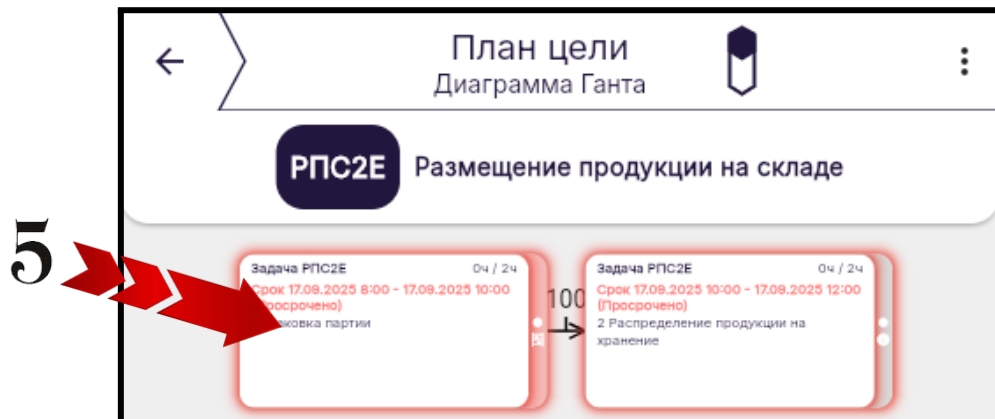 План цели
Диаграмма Ганта
РПС2Е Размещение продукции на складе
5
Задача РПС2Е 0ч / 2ч
Срок 17.09.2025 8:00 - 17.09.2025 10:00
партии
100
Задача РПС2Е 0ч / 2ч
Срок 17.09.2025 10:00 - 17.09.2025 12:00
(Просрочено)
2 Распределение продукции на
хранение